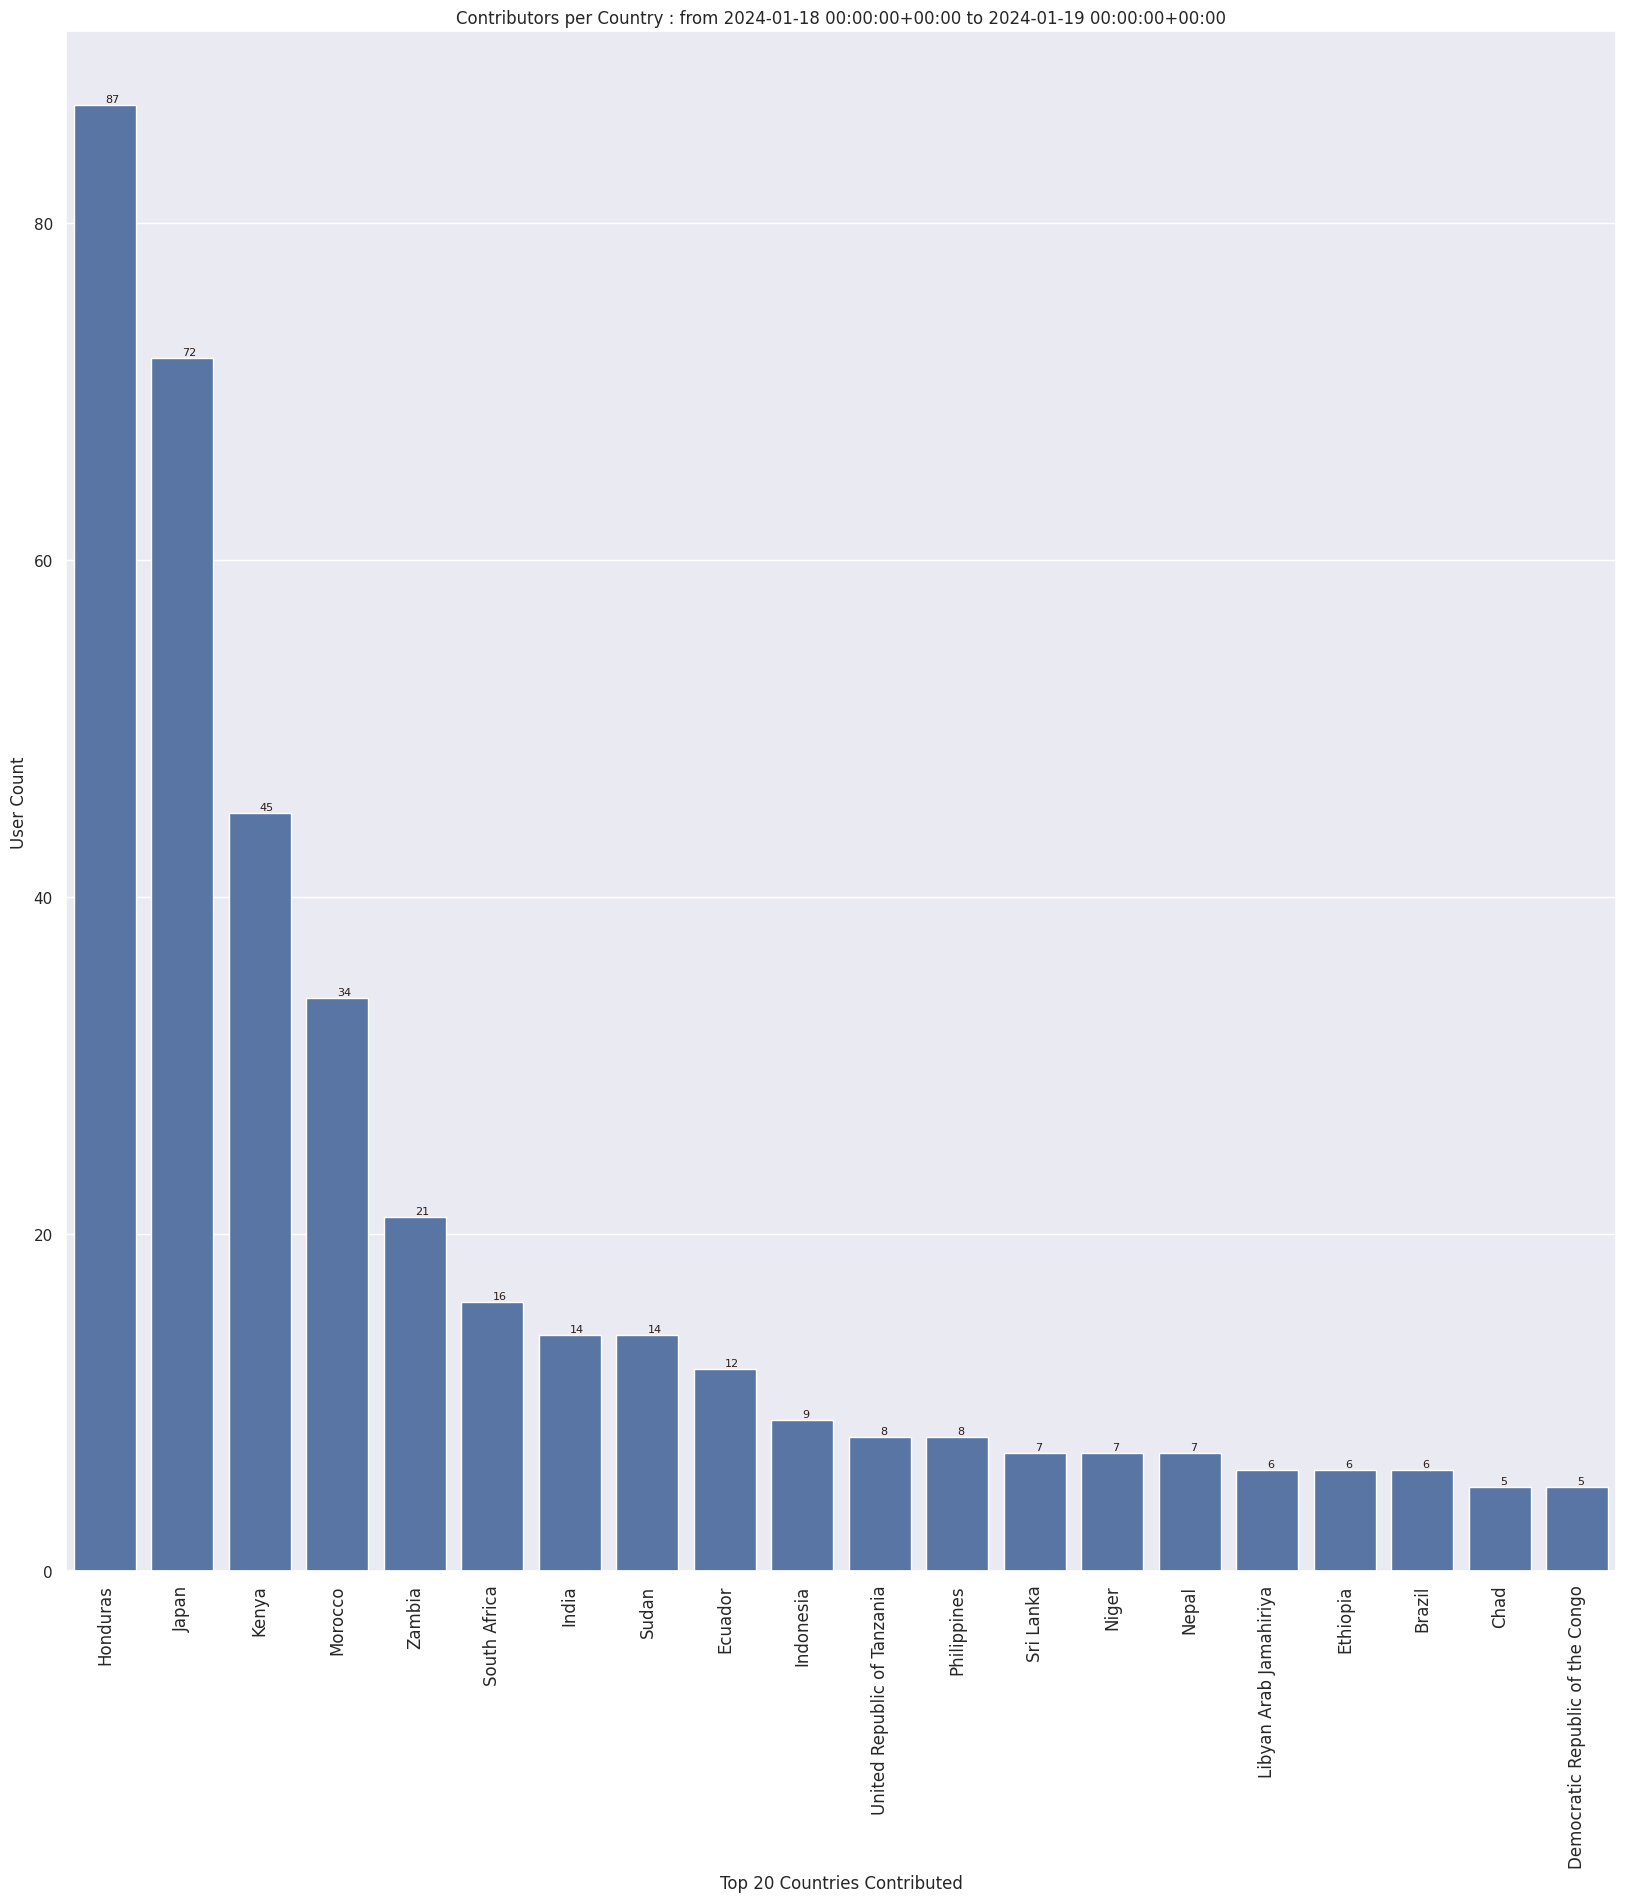 Contributors per Country : from 2024-01-18 00:00:00+00:00 to 2024-01-19 00:00:00+00:00
User Count
80
60
40
20
0
87
72
45
34
21
16
14
14
12
9
8
8
7
7
7
6
6
6
5
5
Honduras
Japan
Kenya
Morocco
Zambia
South Africa
India
Sudan
Ecuador
Indonesia
United Republic of Tanzania
Philippines
Sri Lanka
Niger
Nepal
Libyan Arab Jamahiriya
Ethiopia
Brazil
Chad
Democratic Republic of the Congo
Top 20 Countries Contributed